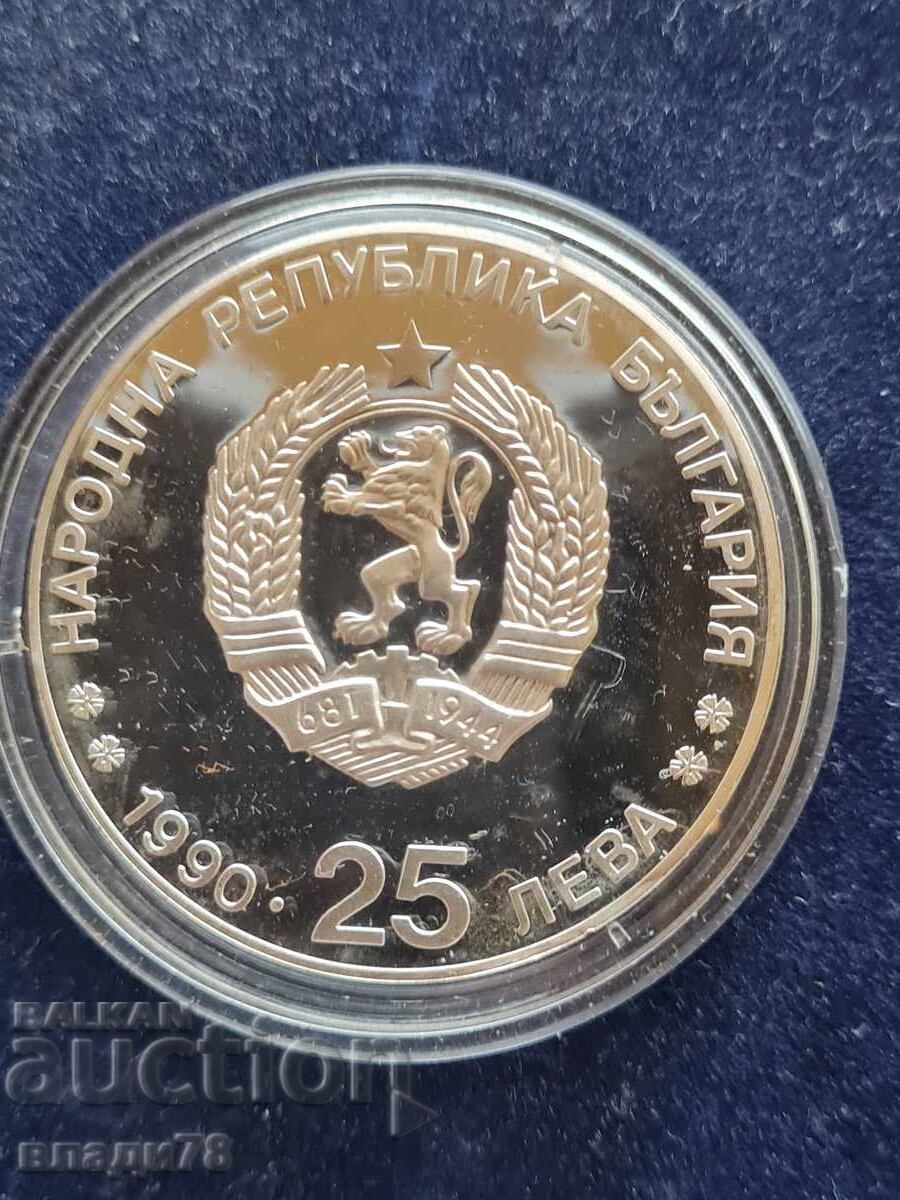 НАРОДНА РЕПУБЛИКА БЪЛГАРИЯ
681 1944
1990 · 25 ЛЕВА
BALKAN
auction
влади78